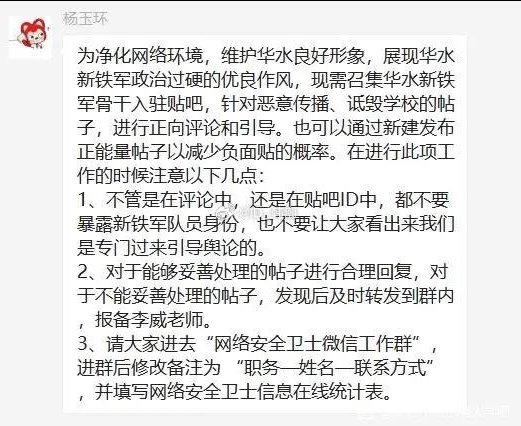 杨玉环
为净化网络环境，维护华水良好形象，展现华水
新铁军政治过硬的优良作风，现需召集华水新铁
军骨干入驻贴吧，针对恶意传播、诋毁学校的帖
子，进行正向评论和引导。也可以通过新建发布
正能量帖子以减少负面贴的概率。在进行此项工
作的时候注意以下几点：
1、不管是在评论中，还是在贴吧ID中，都不要
暴露新铁军队员身份，也不要让大家看出来我们
是专门过来引导舆论的。
2、对于能够妥善处理的帖子进行合理回复，对
于不能妥善处理的帖子，发现后及时转发到群内
，报备李威老师。
3、请大家进去“网络安全卫士微信工作群”，
进群后修改备注为 “职务—姓名—联系方式”
，并填写网络安全卫士信息在线统计表。